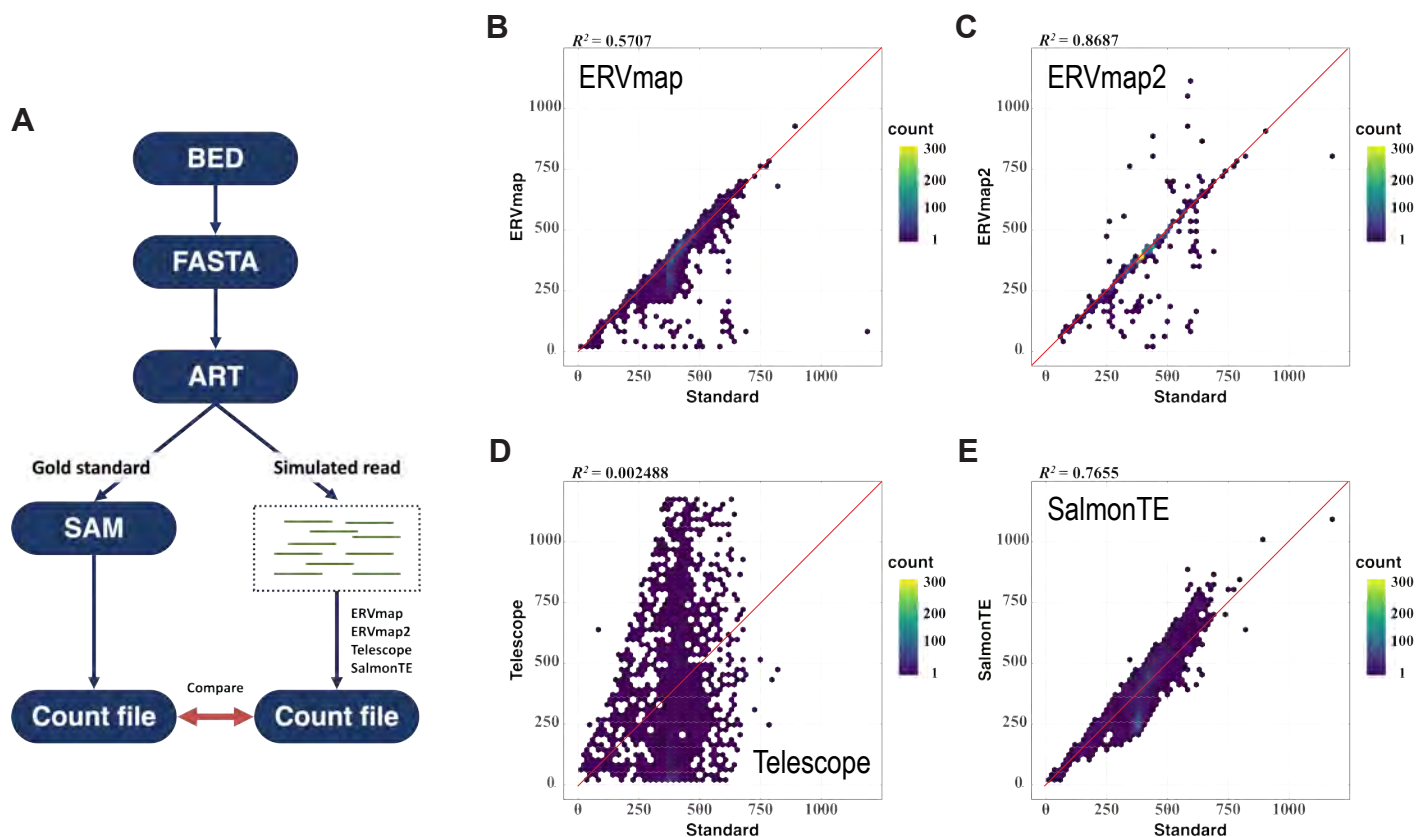 A
BED
FASTA
ART
Gold standard
Simulated read
SAM
ERVmap
ERVmap2
Telescope
SalmonTE
Compare
Count file
Count file
B
R² = 0.5707
ERVmap
ERVmap
1000
750
500
250
0
0
250
500
750
1000
Standard
count
300
200
100
1
C
R² = 0.8687
ERVmap2
ERVmap2
1000
750
500
250
0
0
250
500
750
1000
Standard
count
300
200
100
1
D
R² = 0.002488
Telescope
Telescope
1000
750
500
250
0
0
250
500
750
1000
Standard
count
300
200
100
1
E
R² = 0.7655
SalmonTE
SalmonTE
1000
750
500
250
0
0
250
500
750
1000
Standard
count
300
200
100
1